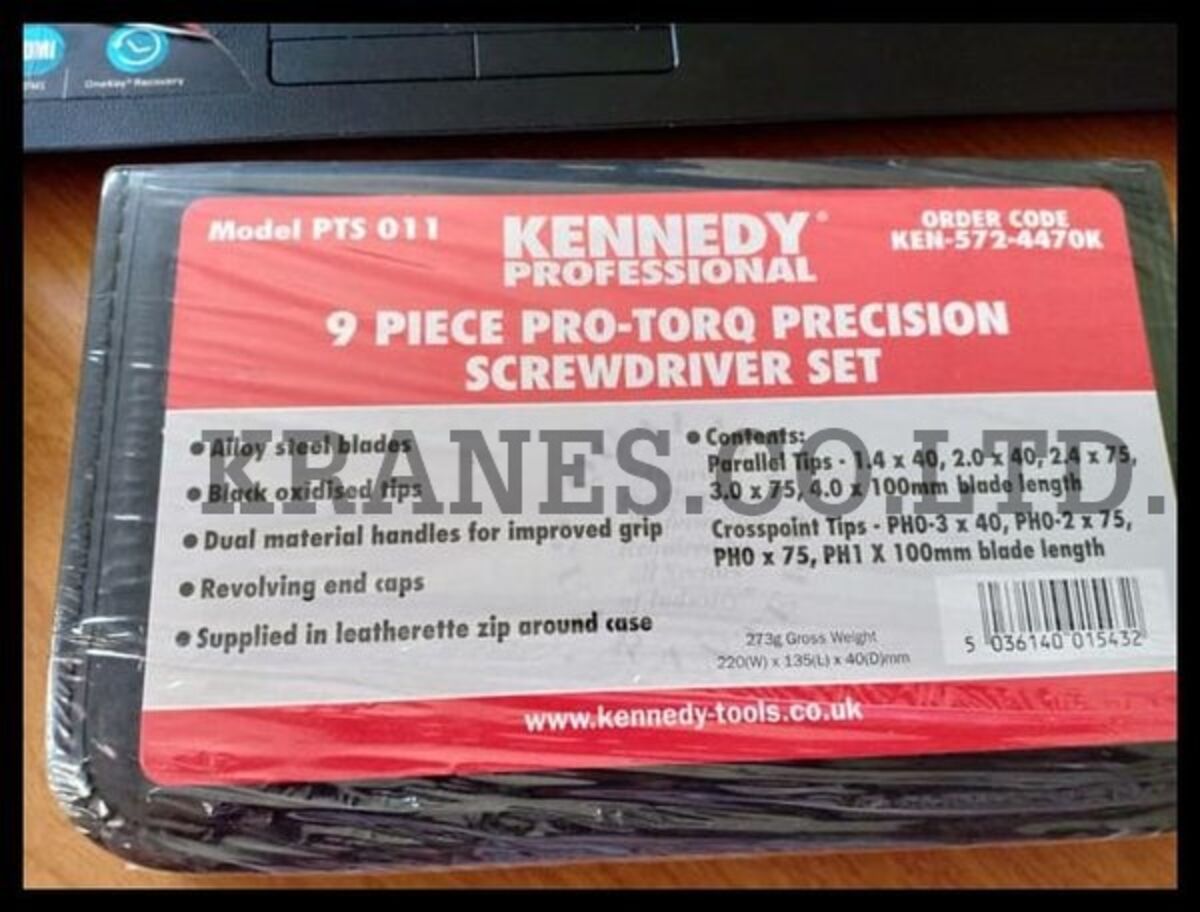 OneKey® Recovery
Model PTS 011
KENNEDY®
PROFESSIONAL
ORDER CODE
KEN-572-4470K
9 PIECE PRO-TORQ PRECISION
SCREWDRIVER SET
• Alloy steel blades
• Black oxidised tips
• Dual material handles for improved grip
• Revolving end caps
• Supplied in leatherette zip around case
• Contents:
Parallel Tips - 1.4 x 40, 2.0 x 40, 2.4 x 75,
3.0 x 75, 4.0 x 100mm blade length
Crosspoint Tips - PH0-3 x 40, PH0-2 x 75,
PH0 x 75, PH1 X 100mm blade length
KRANES.CO.LTD.
273g Gross Weight
220(W) x 135(L) x 40(D)mm
5 036140 015432
www.kennedy-tools.co.uk